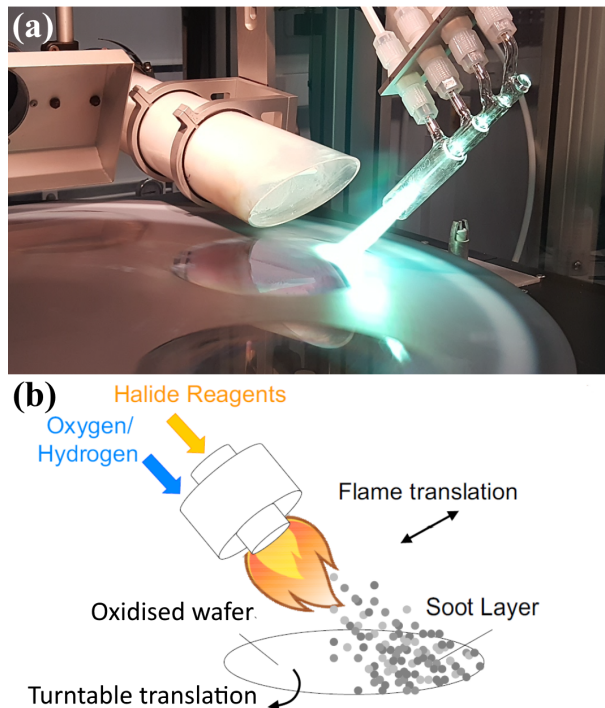 (a)
(b)
Halide Reagents
Oxygen/
Hydrogen
Flame translation
Oxidised wafer
Soot Layer
Turntable translation